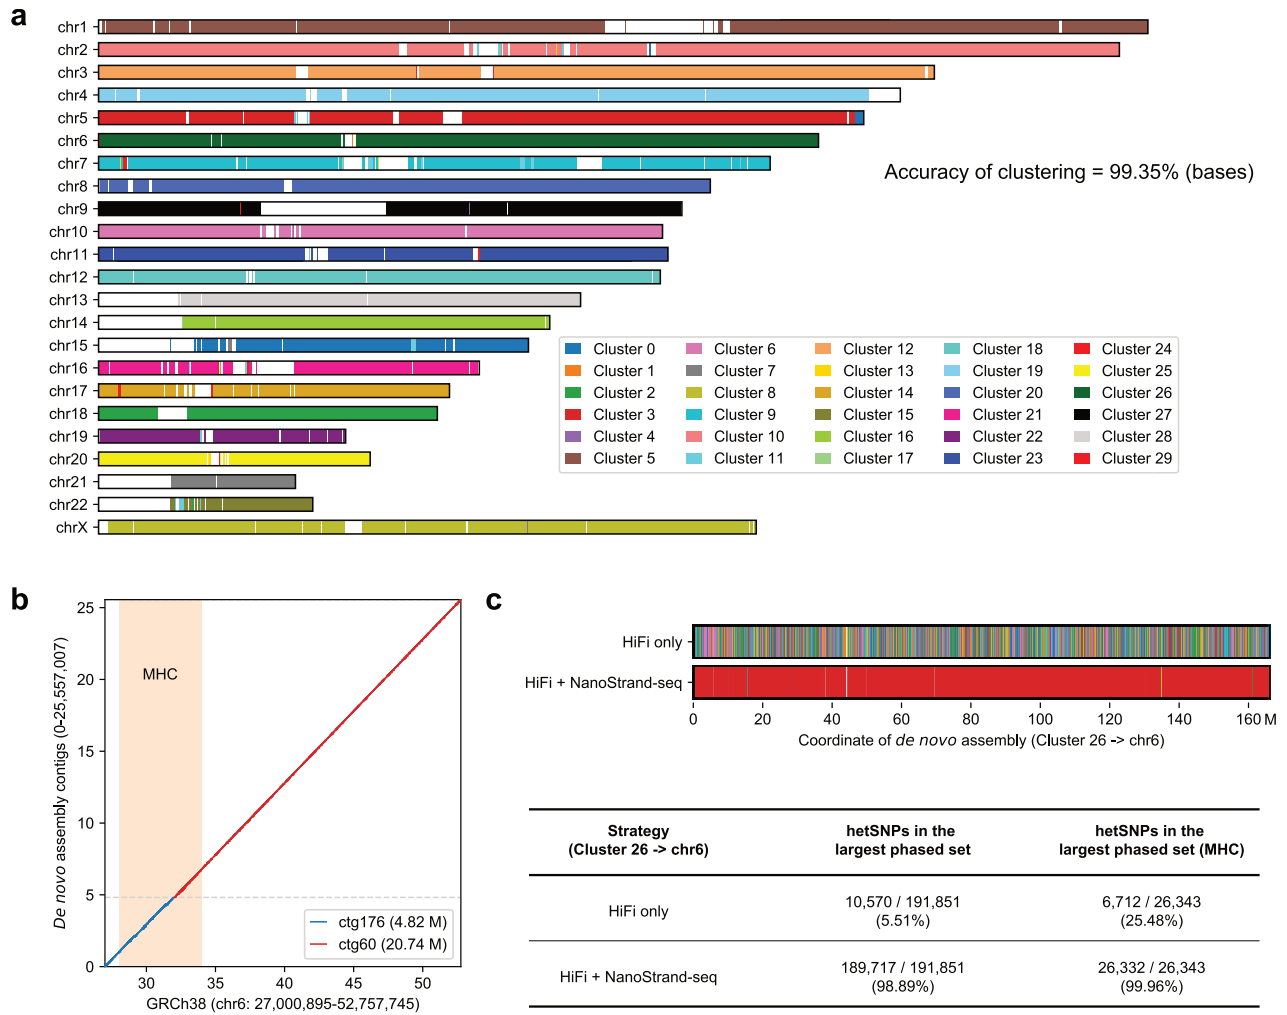 a
chr1
chr2
chr3
chr4
chr5
chr6
chr7
chr8
chr9
chr10
chr11
chr12
chr13
chr14
chr15
chr16
chr17
chr18
chr19
chr20
chr21
chr22
chrX
Accuracy of clustering = 99.35% (bases)
Cluster 0
Cluster 1
Cluster 2
Cluster 3
Cluster 4
Cluster 5
Cluster 6
Cluster 7
Cluster 8
Cluster 9
Cluster 10
Cluster 11
Cluster 12
Cluster 13
Cluster 14
Cluster 15
Cluster 16
Cluster 17
Cluster 18
Cluster 19
Cluster 20
Cluster 21
Cluster 22
Cluster 23
Cluster 24
Cluster 25
Cluster 26
Cluster 27
Cluster 28
Cluster 29
b
De novo assembly contigs (0-25,557,007)
25
20
15
10
5
0
MHC
ctg176 (4.82 M)
ctg60 (20.74 M)
30 35 40 45 50
GRCh38 (chr6: 27,000,895-52,757,745)
c
HiFi only
HiFi + NanoStrand-seq
0 20 40 60 80 100 120 140 160 M
Coordinate of de novo assembly (Cluster 26 -> chr6)
Strategy
(Cluster 26 -> chr6)
hetSNPs in the
largest phased set
hetSNPs in the
largest phased set (MHC)
HiFi only
10,570 / 191,851
(5.51%)
6,712 / 26,343
(25.48%)
HiFi + NanoStrand-seq
189,717 / 191,851
(98.89%)
26,332 / 26,343
(99.96%)